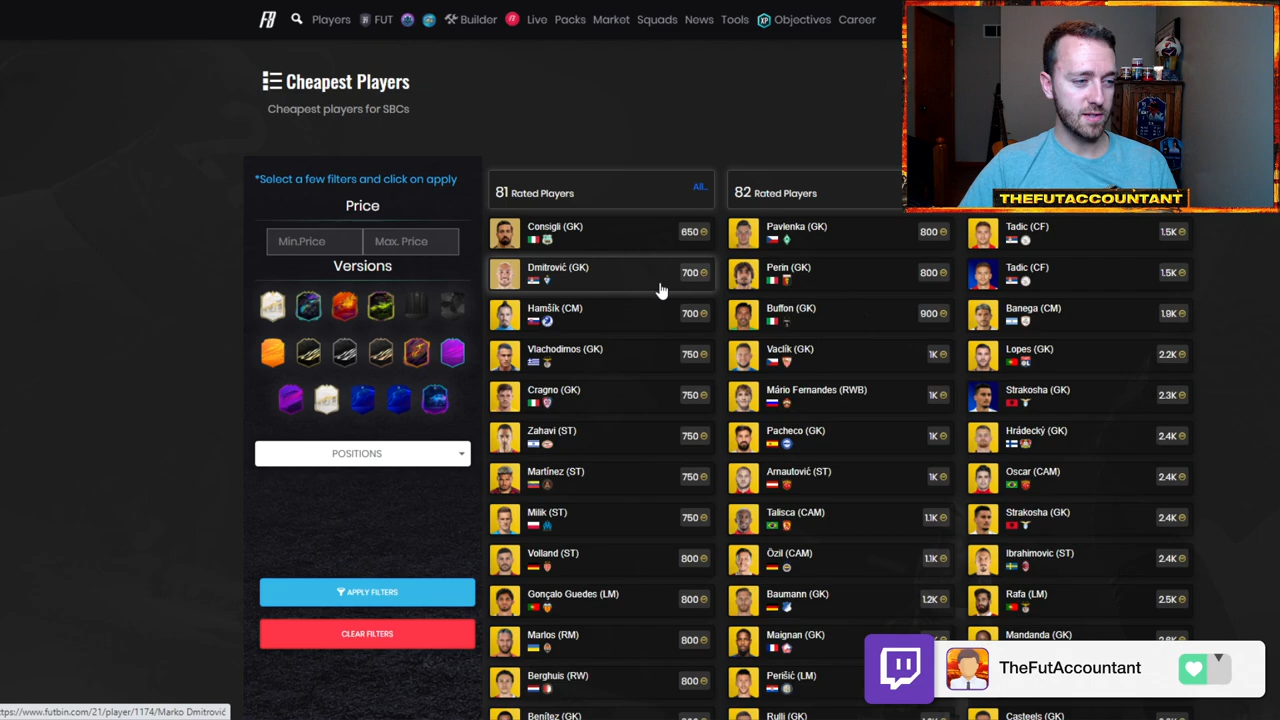 Players FUT Builder Live Packs Market Squads News Tools XP Objectives Career
Cheapest Players
Cheapest players for SBCs
*Select a few filters and click on apply
Price
Min.Price Max. Price
Versions
POSITIONS
APPLY FILTERS
CLEAR FILTERS
81 Rated Players All..
Consigli (GK) 650
Dmitrović (GK) 700
Hamšík (CM) 700
Vlachodimos (GK) 750
Cragno (GK) 750
Zahavi (ST) 750
Martínez (ST) 750
Milik (ST) 750
Volland (ST) 800
Gonçalo Guedes (LM) 800
Marlos (RM) 800
Berghuis (RW) 800
Benítez (GK)
82 Rated Players
Pavlenka (GK) 800
Perin (GK) 800
Buffon (GK) 900
Vaclík (GK) 1K
Mário Fernandes (RWB) 1K
Pacheco (GK) 1K
Arnautović (ST) 1K
Talisca (CAM) 1.1K
Özil (CAM) 1.1K
Baumann (GK) 1.2K
Maignan (GK)
Perišić (LM)
Rulli (GK)
Tadic (CF) 1.5K
Tadic (CF) 1.5K
Banega (CM) 1.9K
Lopes (GK) 2.2K
Strakosha (GK) 2.3K
Hrádecký (GK) 2.4K
Oscar (CAM) 2.4K
Strakosha (GK) 2.4K
Ibrahimovic (ST) 2.4K
Rafa (LM) 2.5K
Mandanda (GK)
Casteels (GK)
THEFUTACCOUNTANT
TheFutAccountant
ttps://www.futbin.com/21/player/1174/Marko Dmitrović